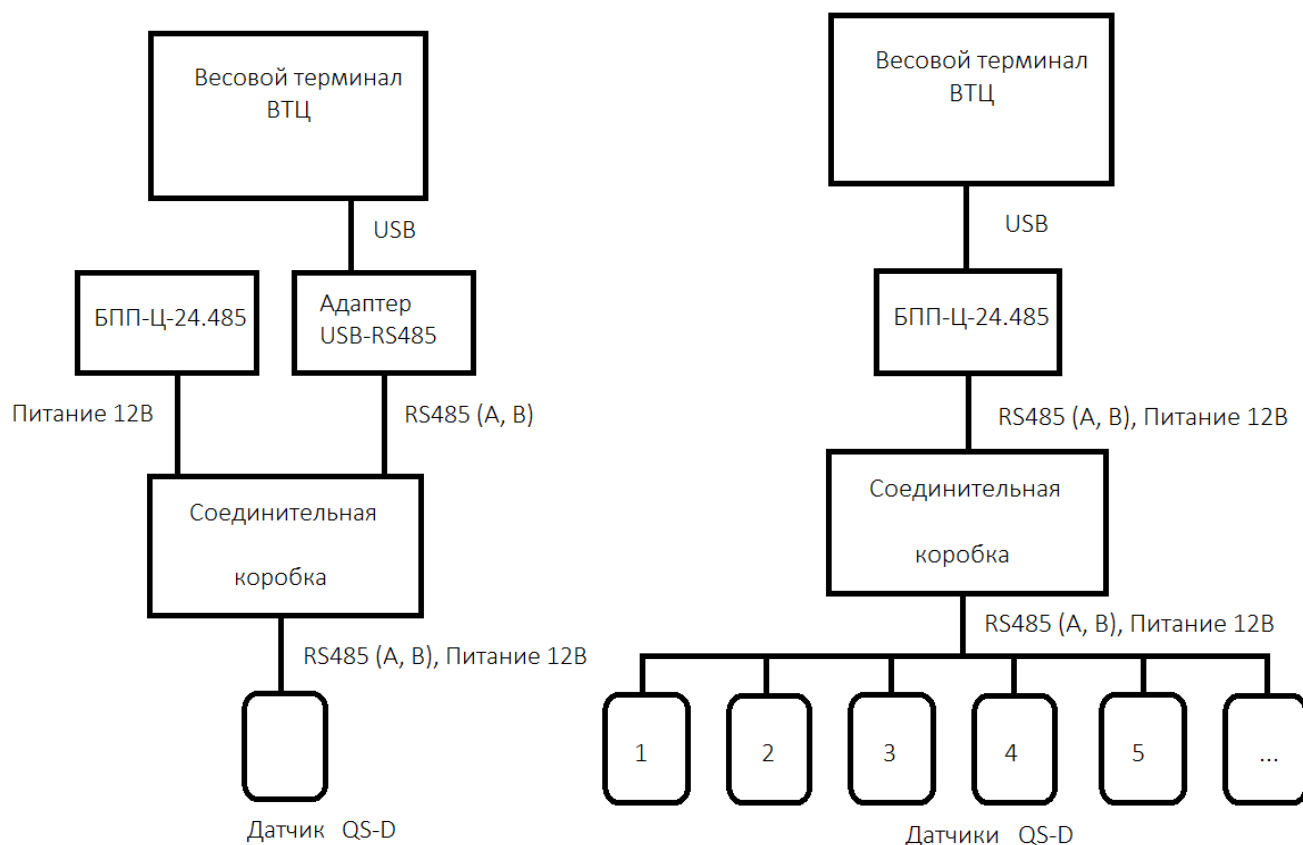 Весовой терминал
ВТЦ
USB
БПП-Ц-24.485
Адаптер
USB-RS485
Питание 12В
RS485 (А, В)
Соединительная
коробка
RS485 (А, В), Питание 12В
Датчик QS-D
Весовой терминал
ВТЦ
USB
БПП-Ц-24.485
RS485 (А, В), Питание 12В
Соединительная
коробка
RS485 (А, В), Питание 12В
1
2
3
4
5
...
Датчики QS-D